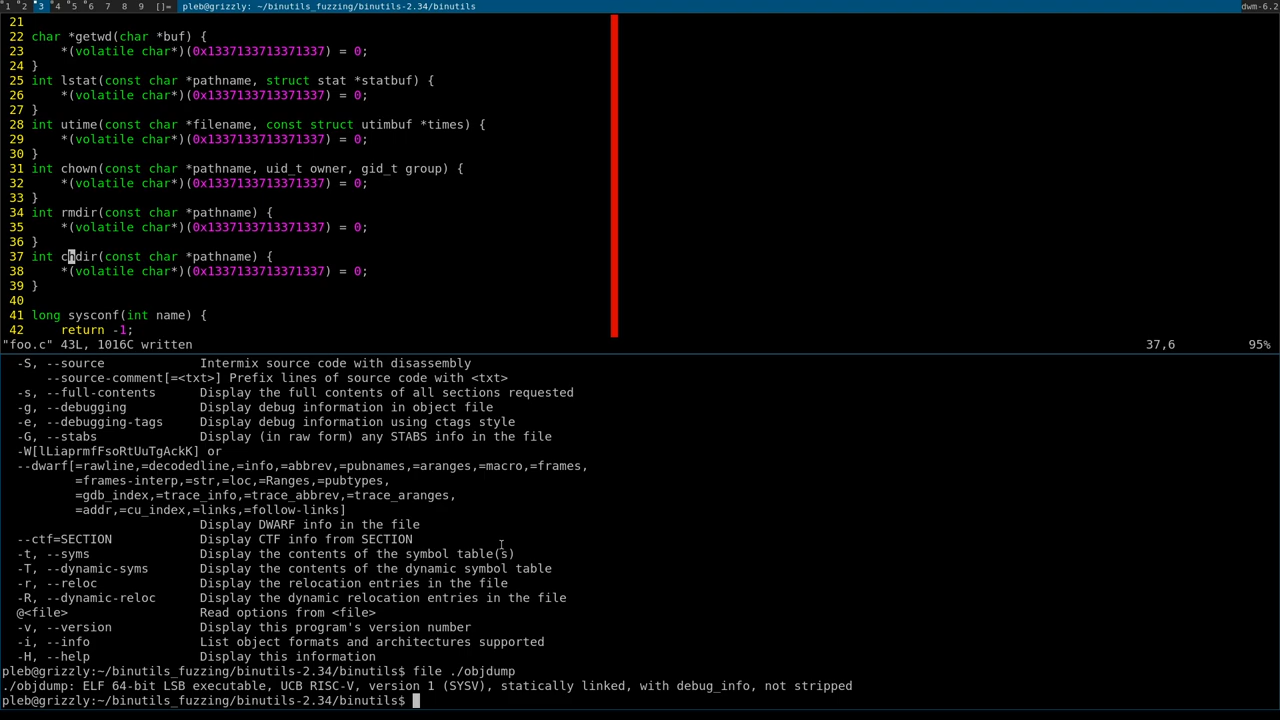 1 2 3 4 5 6 7 8 9 []= pleb@grizzly: ~/binutils_fuzzing/binutils-2.34/binutils dwm-6.2
21
22 char *getwd(char *buf) {
23     *(volatile char*)(0x1337133713371337) = 0;
24 }
25 int lstat(const char *pathname, struct stat *statbuf) {
26     *(volatile char*)(0x1337133713371337) = 0;
27 }
28 int utime(const char *filename, const struct utimbuf *times) {
29     *(volatile char*)(0x1337133713371337) = 0;
30 }
31 int chown(const char *pathname, uid_t owner, gid_t group) {
32     *(volatile char*)(0x1337133713371337) = 0;
33 }
34 int rmdir(const char *pathname) {
35     *(volatile char*)(0x1337133713371337) = 0;
36 }
37 int chdir(const char *pathname) {
38     *(volatile char*)(0x1337133713371337) = 0;
39 }
40
41 long sysconf(int name) {
42     return -1;
"foo.c" 43L, 1016C written 37,6 95%
  -S, --source             Intermix source code with disassembly
      --source-comment[=<txt>] Prefix lines of source code with <txt>
  -s, --full-contents      Display the full contents of all sections requested
  -g, --debugging          Display debug information in object file
  -e, --debugging-tags     Display debug information using ctags style
  -G, --stabs              Display (in raw form) any STABS info in the file
  -W[lLiaprmfFsoRtUuTgAckK] or
  --dwarf[=rawline,=decodedline,=info,=abbrev,=pubnames,=aranges,=macro,=frames,
          =frames-interp,=str,=loc,=Ranges,=pubtypes,
          =gdb_index,=trace_info,=trace_abbrev,=trace_aranges,
          =addr,=cu_index,=links,=follow-links]
                           Display DWARF info in the file
  --ctf=SECTION            Display CTF info from SECTION
  -t, --syms               Display the contents of the symbol table(s)
  -T, --dynamic-syms       Display the contents of the dynamic symbol table
  -r, --reloc              Display the relocation entries in the file
  -R, --dynamic-reloc      Display the dynamic relocation entries in the file
  @<file>                  Read options from <file>
  -v, --version            Display this program's version number
  -i, --info               List object formats and architectures supported
  -H, --help               Display this information
pleb@grizzly:~/binutils_fuzzing/binutils-2.34/binutils$ file ./objdump
./objdump: ELF 64-bit LSB executable, UCB RISC-V, version 1 (SYSV), statically linked, with debug_info, not stripped
pleb@grizzly:~/binutils_fuzzing/binutils-2.34/binutils$